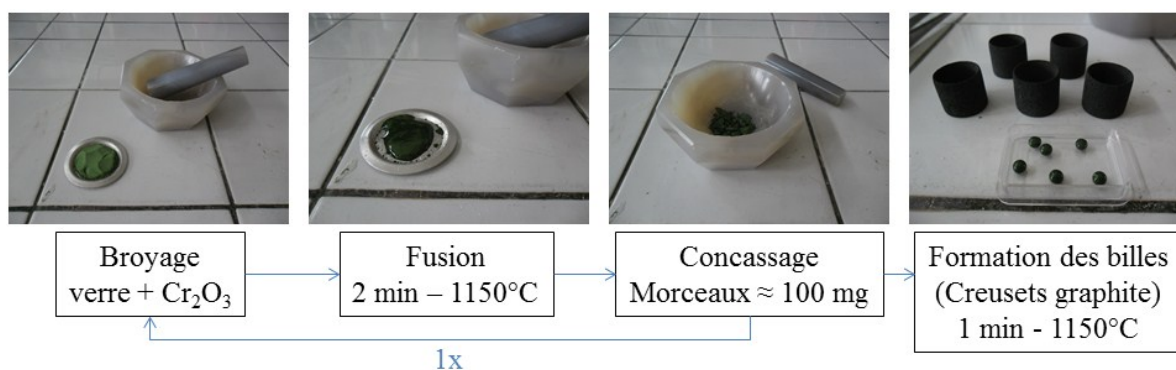 Broyage
verre + Cr₂O₃
Fusion
2 min – 1150°C
Concassage
Morceaux ≈ 100 mg
Formation des billes
(Creusets graphite)
1 min - 1150°C
1x